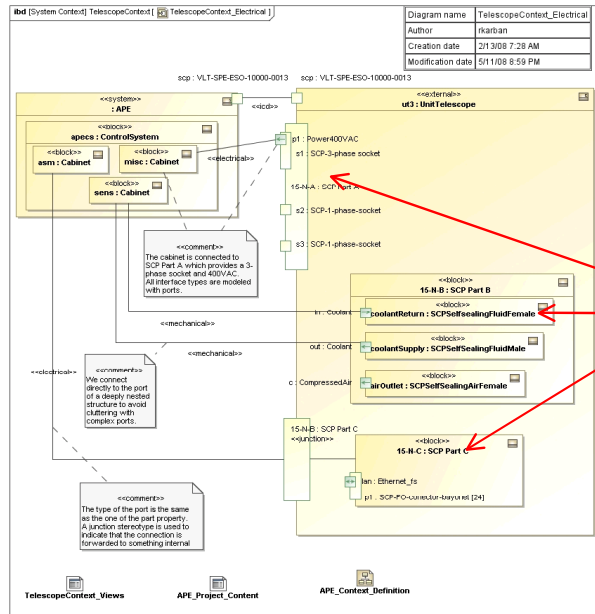 ibd [System Context] TelescopeContext [ TelescopeContext_Electrical ]
Diagram name TelescopeContext_Electrical
Author rkarban
Creation date 2/13/08 7:28 AM
Modification date 5/11/08 8:59 PM
scp : VLT-SPE-ESO-10000-0013 scp : VLT-SPE-ESO-10000-0013
<<system>>
: APE
<<icd>>
<<external>>
ut3 : UnitTelescope
<<block>>
apecs : ControlSystem
<<block>>
asm : Cabinet
<<block>>
misc : Cabinet
<<electrical>>
<<block>>
sens : Cabinet
p1 : Power400VAC
s1 : SCP-3-phase socket
15-N-A : SCP Part A
s2 : SCP-1-phase-socket
s3 : SCP-1-phase-socket
<<comment>>
The cabinet is connected to
SCP Part A which provides a 3-
phase socket and 400VAC.
All interface types are modeled
with ports.
<<block>>
15-N-B : SCP Part B
<<block>>
in : Coolant
coolantReturn : SCPSelfsealingFluidFemale
<<mechanical>>
<<block>>
out : Coolant
coolantSupply : SCPSelfSealingFluidMale
<<mechanical>>
<<block>>
c : CompressedAir
airOutlet : SCPSelfSealingAirFemale
<<electrical>>
<<comment>>
We connect
directly to the port
of a deeply nested
structure to avoid
cluttering with
complex ports.
15-N-B : SCP Part C
<<junction>>
<<block>>
15-N-C : SCP Part C
lan : Ethernet_fs
p1 : SCP-FO-conector-bayonet [24]
<<comment>>
The type of the port is the same
as the one of the part property.
A junction stereotype is used to
indicate that the connection is
forwarded to something internal
TelescopeContext_Views
APE_Project_Content
APE_Context_Definition